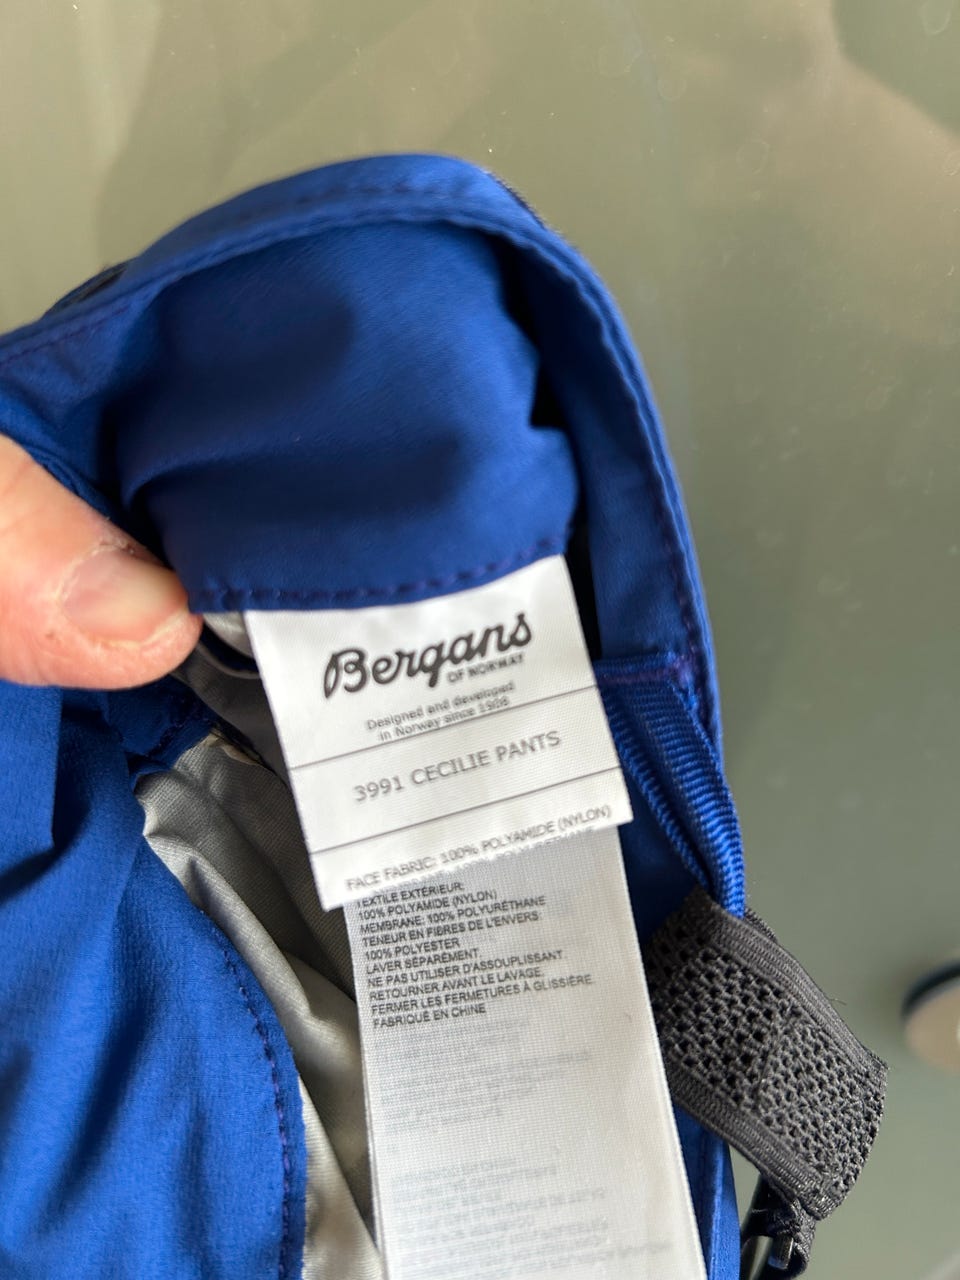 Bergans
OF NORWAY
Designed and developed
in Norway since 1908
3991 CECILIE PANTS
FACE FABRIC: 100% POLYAMIDE (NYLON)
TEXTILE EXTÉRIEUR:
100% POLYAMIDE (NYLON)
MEMBRANE: 100% POLYURÉTHANE
TENEUR EN FIBRES DE L'ENVERS:
100% POLYESTER
LAVER SÉPARÉMENT.
NE PAS UTILISER D'ASSOUPLISSANT.
RETOURNER AVANT LE LAVAGE.
FERMER LES FERMETURES À GLISSIÈRE.
FABRIQUÉ EN CHINE